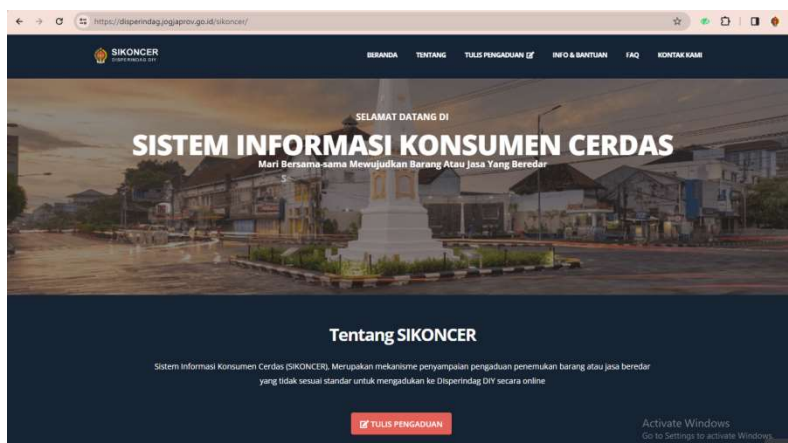 https://disperindag.jogjaprov.go.id/sikoncer/
SIKONCER
DISPERINDAG DIY
BERANDA TENTANG TULIS PENGADUAN INFO & BANTUAN FAQ KONTAK KAMI
SELAMAT DATANG DI
SISTEM INFORMASI KONSUMEN CERDAS
Mari Bersama-sama Mewujudkan Barang Atau Jasa Yang Beredar
S
Tentang SIKONCER
Sistem Informasi Konsumen Cerdas (SIKONCER), Merupakan mekanisme penyampaian pengaduan penemukan barang atau jasa beredar
yang tidak sesuai standar untuk mengadukan ke Disperindag DIY secara online
TULIS PENGADUAN
Activate Windows
Go to Settings to activate Windows.